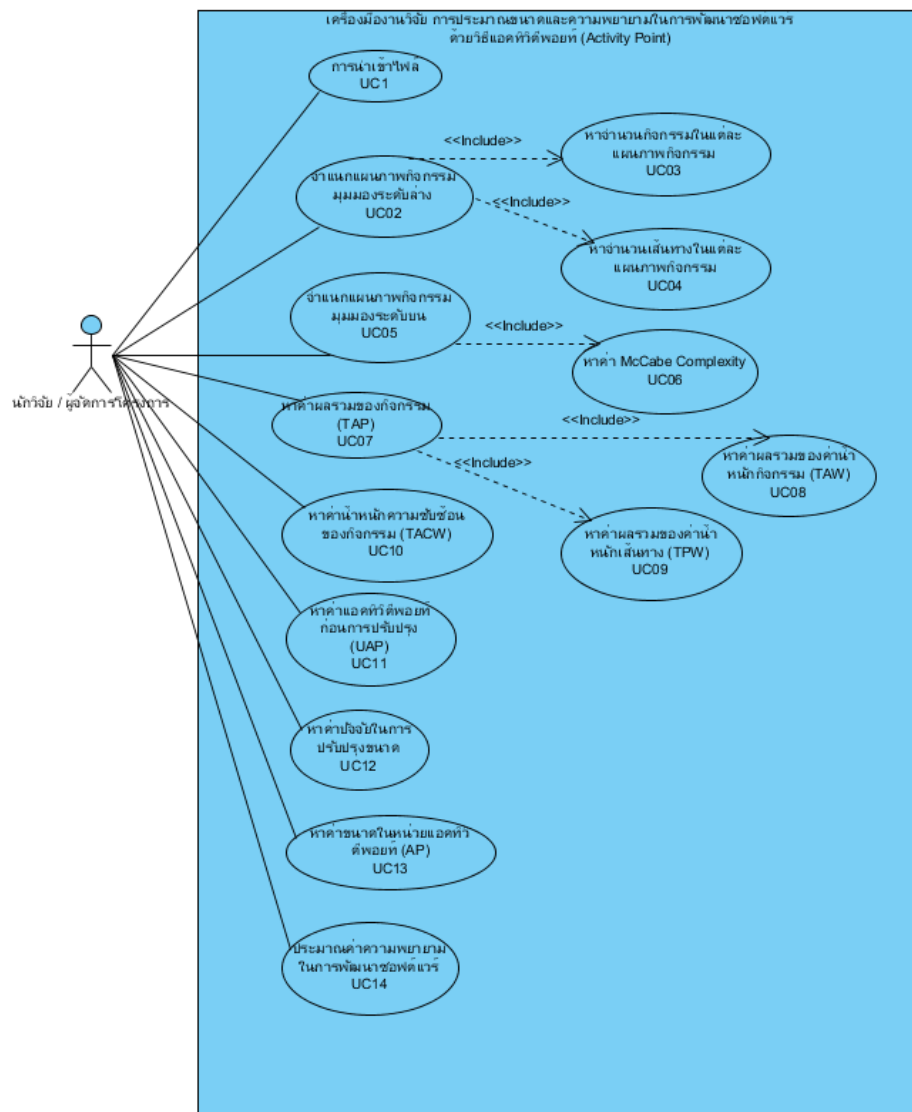 เครื่องมืองานวิจัย การประมาณขนาดและความพยายามในการพัฒนาซอฟต์แวร์
ด้วยวิธีแอคทิวิตีพอยท์ (Activity Point)
การนำเข้าไฟล์
UC1
<<Include>>
หาจำนวนกิจกรรมในแต่ละ
แผนภาพกิจกรรม
UC03
จำแนกแผนภาพกิจกรรม
มุมมองระดับล่าง
UC02
<<Include>>
หาจำนวนเส้นทางในแต่ละ
แผนภาพกิจกรรม
UC04
จำแนกแผนภาพกิจกรรม
มุมมองระดับบน
UC05
<<Include>>
หาค่า McCabe Complexity
UC06
นักวิจัย / ผู้จัดการโครงการ
หาค่าผลรวมของกิจกรรม
(TAP)
UC07
<<Include>>
หาค่าผลรวมของค่าน้ำ
หนักกิจกรรม (TAW)
UC08
<<Include>>
หาค่าผลรวมของค่าน้ำ
หนักเส้นทาง (TPW)
UC09
หาค่าน้ำหนักความซับซ้อน
ของกิจกรรม (TACW)
UC10
หาค่าแอคทิวิตีพอยท์
ก่อนการปรับปรุง
(UAP)
UC11
หาค่าปัจจัยในการ
ปรับปรุงขนาด
UC12
หาค่าขนาดในหน่วยแอคทิวิ
ตีพอยท์ (AP)
UC13
ประมาณค่าความพยายาม
ในการพัฒนาซอฟต์แวร์
UC14